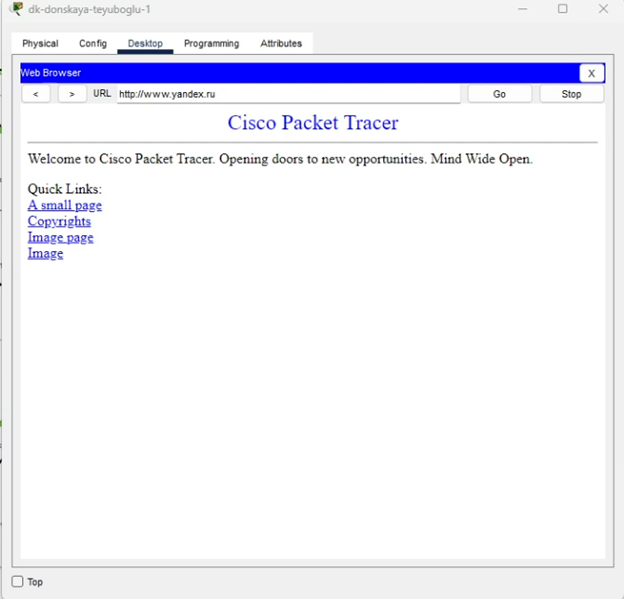 dk-donskaya-teyuboglu-1
Physical Config Desktop Programming Attributes
Web Browser X
< > URL http://www.yandex.ru Go Stop
Cisco Packet Tracer
Welcome to Cisco Packet Tracer. Opening doors to new opportunities. Mind Wide Open.
Quick Links:
A small page
Copyrights
Image page
Image
Top